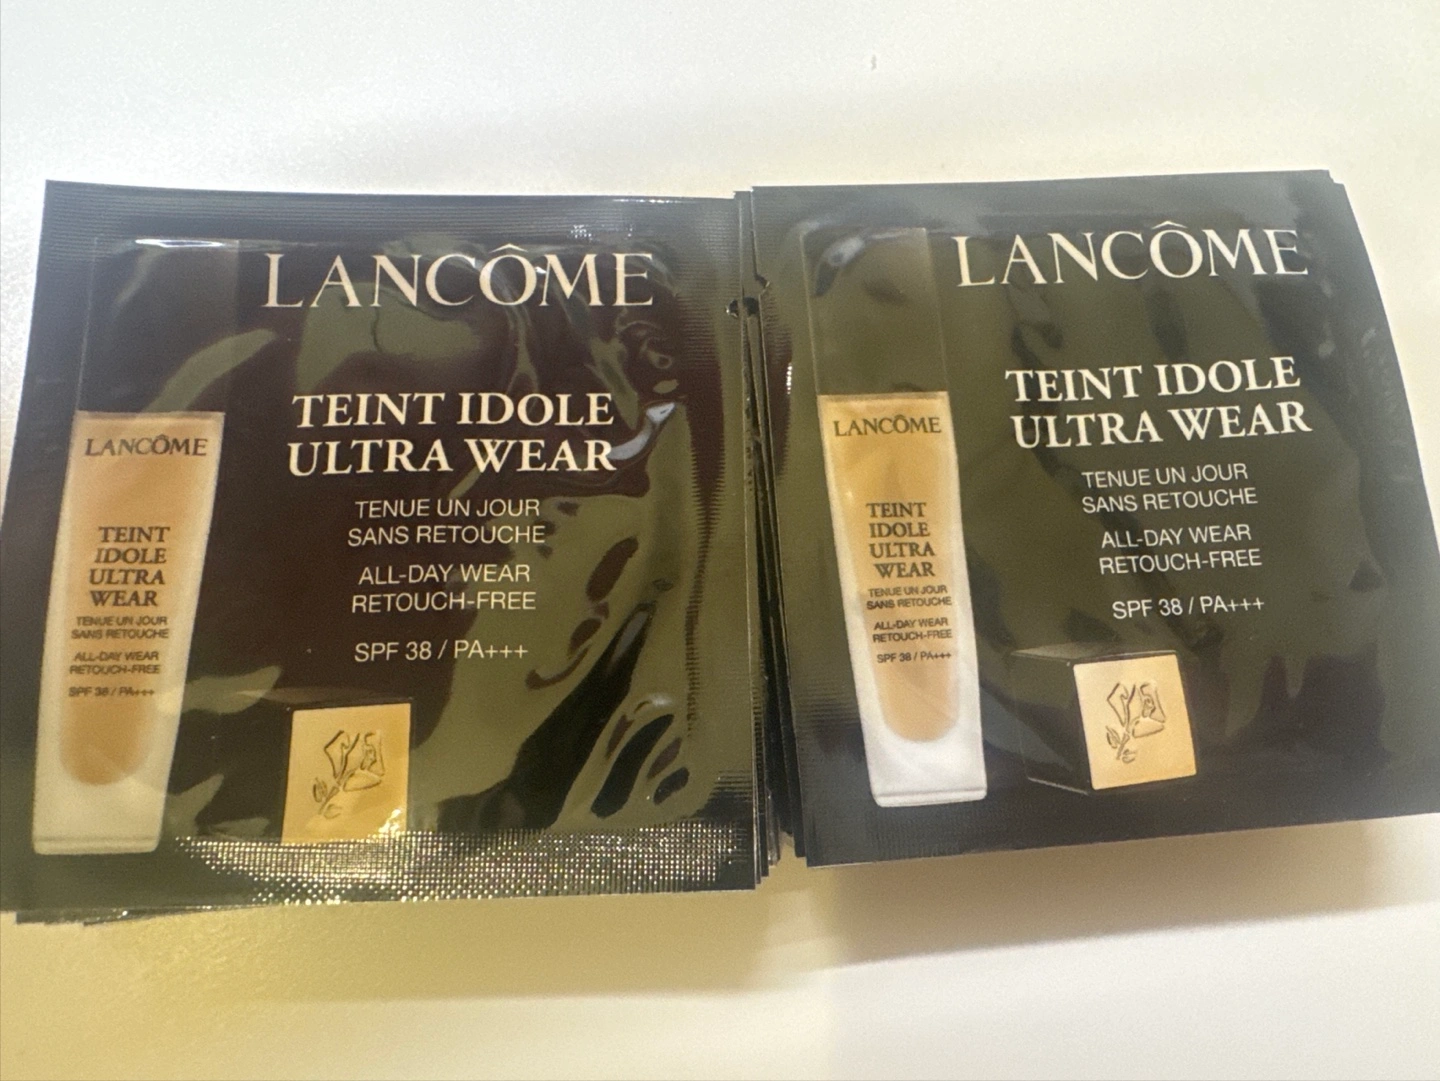 LANCÔME
TEINT IDOLE
ULTRA WEAR
TENUE UN JOUR
SANS RETOUCHE
ALL-DAY WEAR
RETOUCH-FREE
SPF 38 / PA+++
LANCÔME
TEINT
IDOLE
ULTRA
WEAR
TENUE UN JOUR
SANS RETOUCHE
ALL-DAY WEAR
RETOUCH-FREE
SPF 38 / PA+++
LANCÔME
TEINT IDOLE
ULTRA WEAR
TENUE UN JOUR
SANS RETOUCHE
ALL-DAY WEAR
RETOUCH-FREE
SPF 38 / PA+++
LANCÔME
TEINT
IDOLE
ULTRA
WEAR
TENUE UN JOUR
SANS RETOUCHE
ALL-DAY WEAR
RETOUCH-FREE
SPF 38 / PA+++